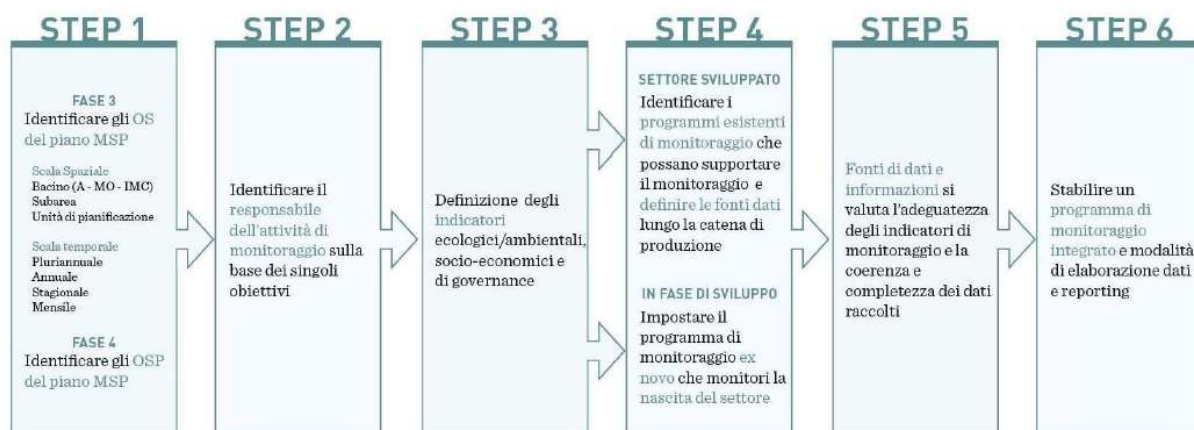 STEP 1
FASE 3
Identificare gli OS
del piano MSP
Scala Spaziale
Bacino (A - MO - IMC)
Subarea
Unità di pianificazione
Scala temporale
Pluriannuale
Annuale
Stagionale
Mensile
FASE 4
Identificare gli OSP
del piano MSP
STEP 2
Identificare il
responsabile
dell'attività di
monitoraggio sulla
base dei singoli
obiettivi
STEP 3
Definizione degli
indicatori
ecologici/ambientali,
socio-economici e
di governance
STEP 4
SETTORE SVILUPPATO
Identificare i
programmi esistenti
di monitoraggio che
possano supportare
il monitoraggio e
definire le fonti dati
lungo la catena di
produzione
IN FASE DI SVILUPPO
Impostare il
programma di
monitoraggio ex
novo che monitori la
nascita del settore
STEP 5
Fonti di dati e
informazioni si
valuta l'adeguatezza
degli indicatori di
monitoraggio e la
coerenza e
completezza dei dati
raccolti
STEP 6
Stabilire un
programma di
monitoraggio
integrato e modalità
di elaborazione dati
e reporting